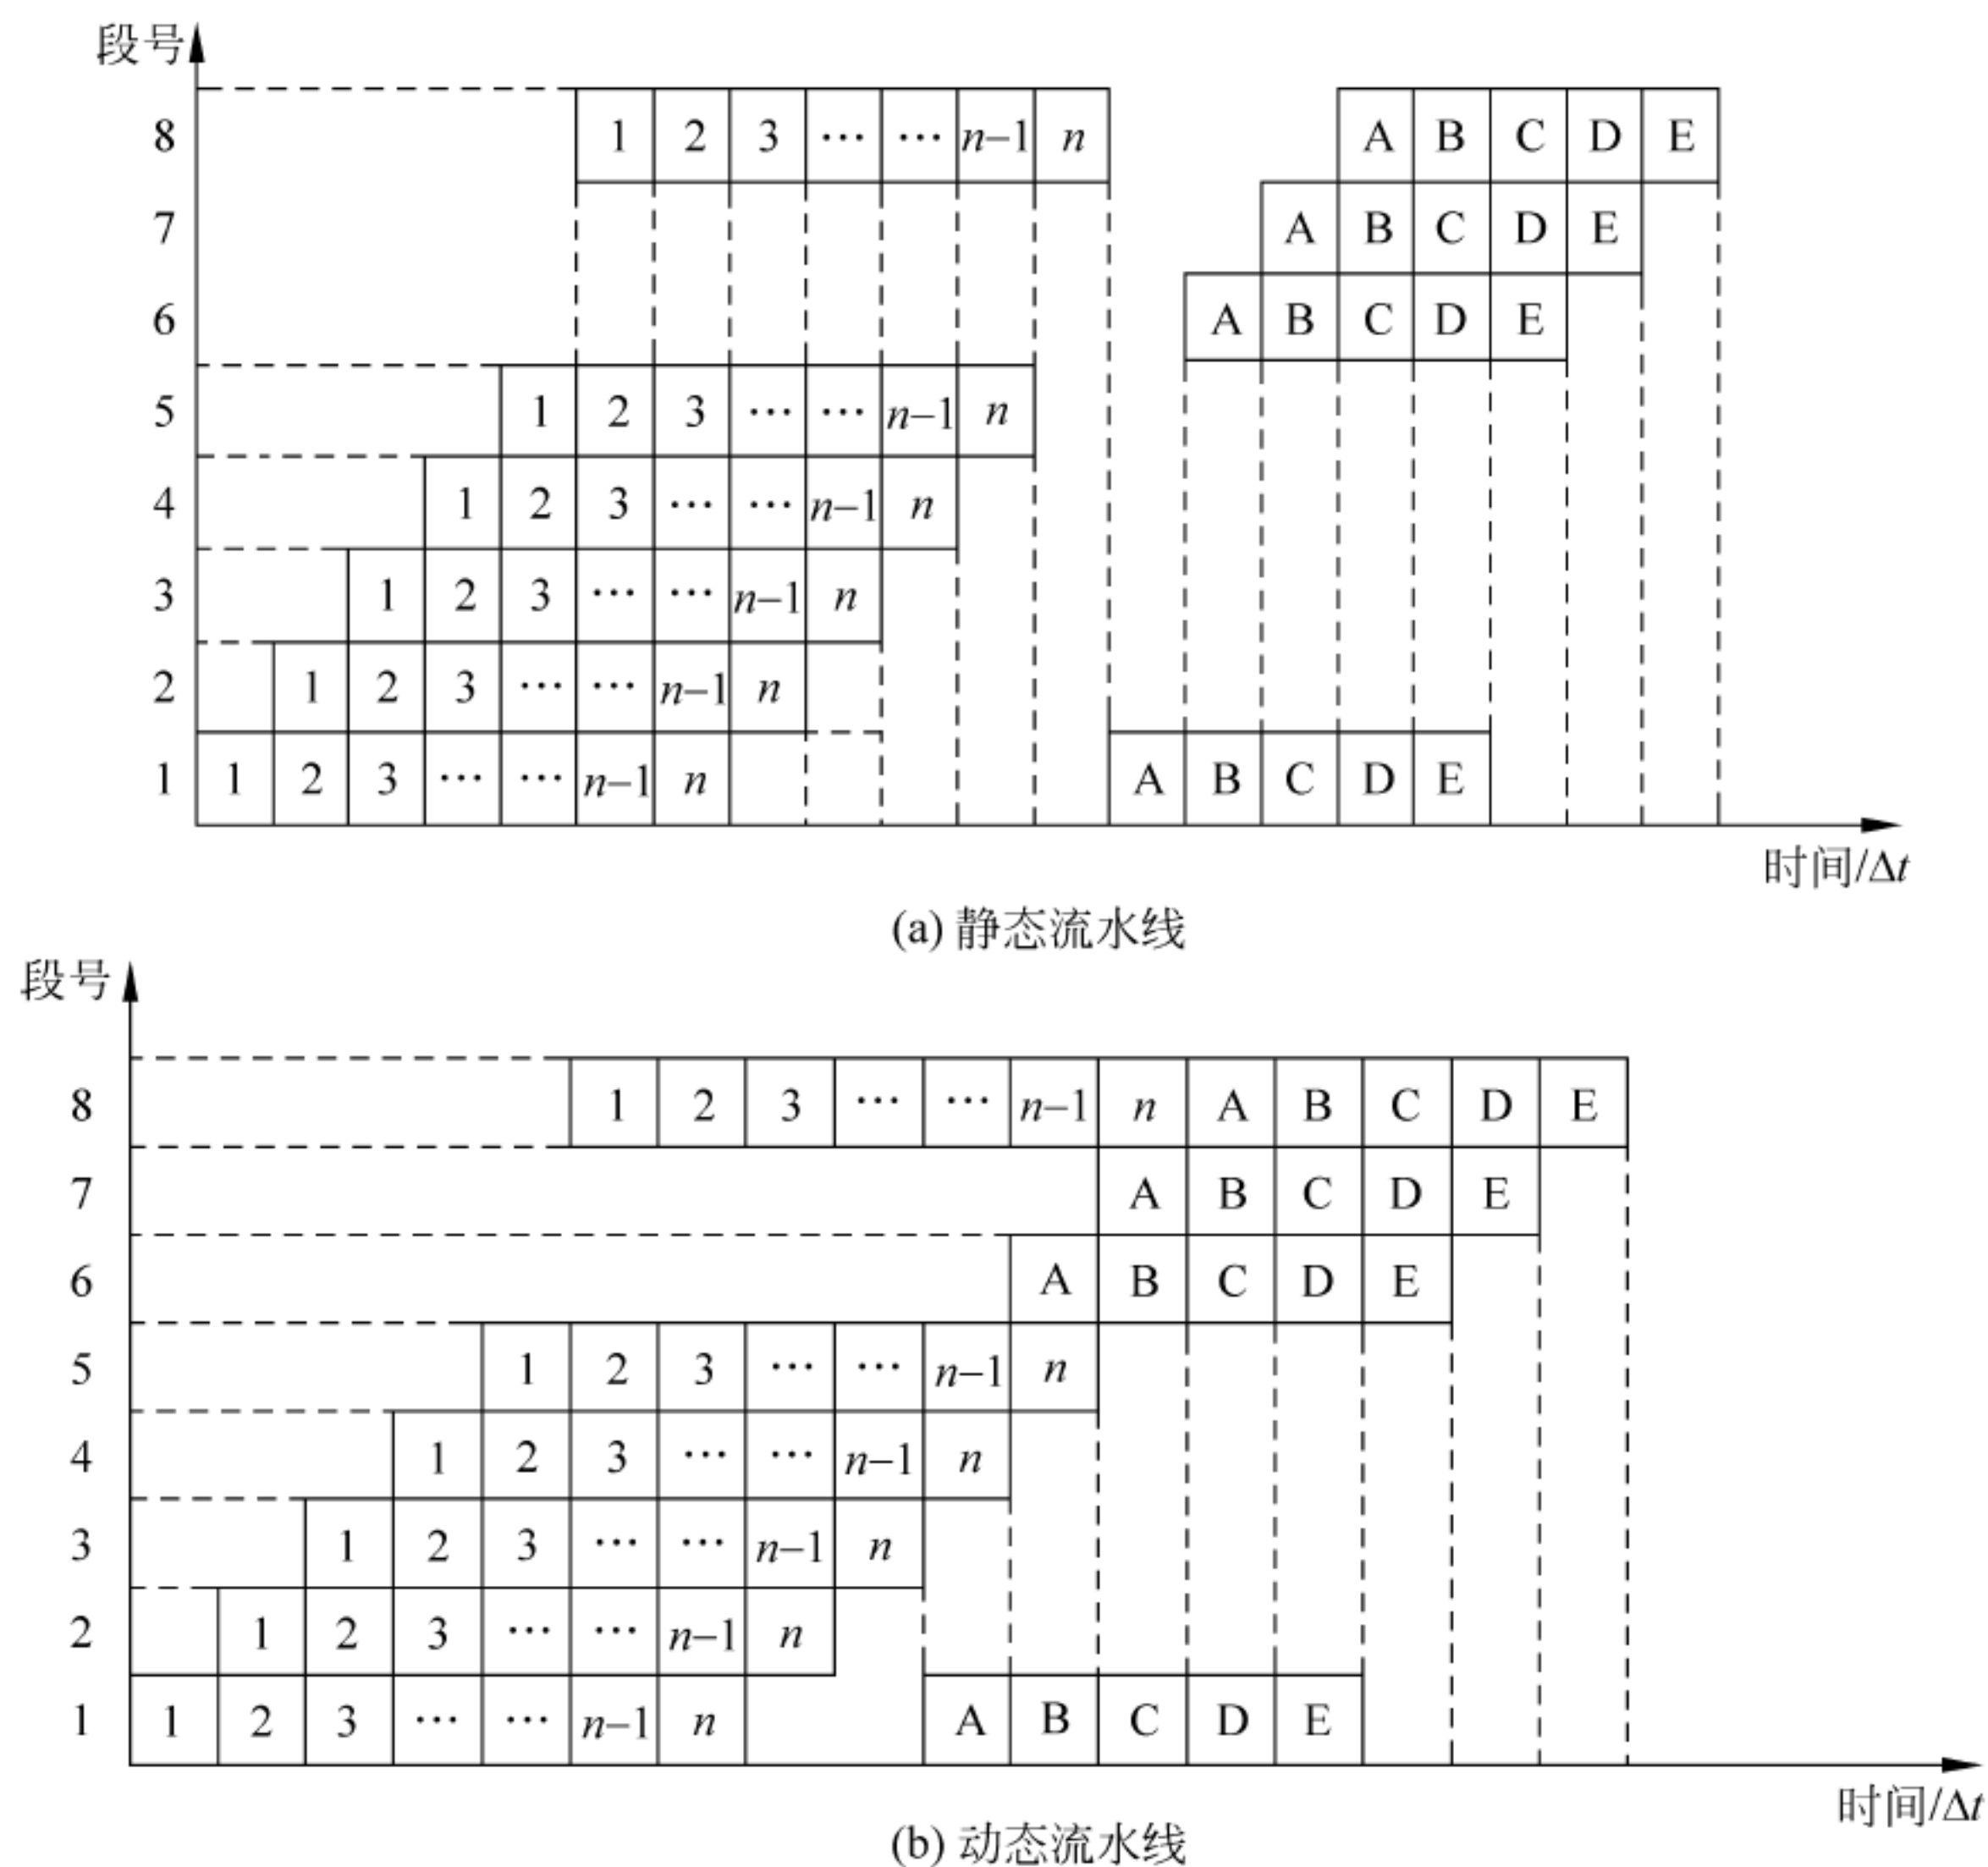 段号
8 1 2 3 … … n–1 n A B C D E
7 A B C D E
6 A B C D E
5 1 2 3 … … n–1 n
4 1 2 3 … … n–1 n
3 1 2 3 … … n–1 n
2 1 2 3 … … n–1 n
1 1 2 3 … … n–1 n A B C D E
时间/Δt
(a) 静态流水线
段号
8 1 2 3 … … n–1 n A B C D E
7 A B C D E
6 A B C D E
5 1 2 3 … … n–1 n
4 1 2 3 … … n–1 n
3 1 2 3 … … n–1 n
2 1 2 3 … … n–1 n
1 1 2 3 … … n–1 n A B C D E
时间/Δt
(b) 动态流水线